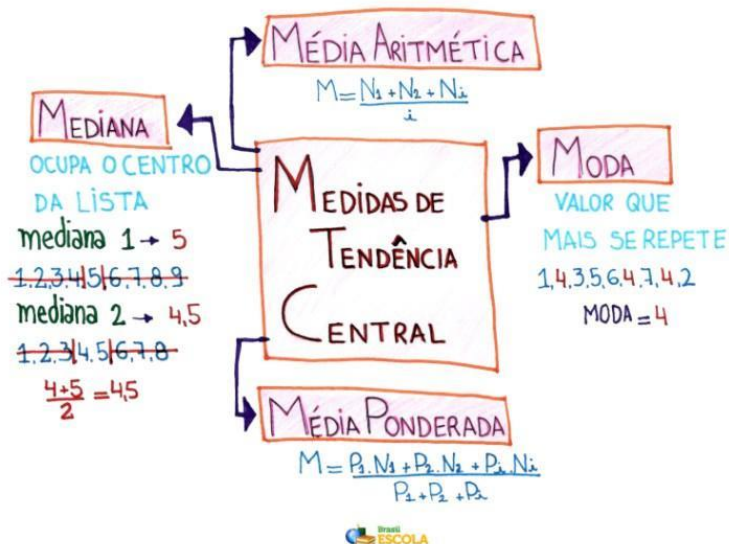 MÉDIA ARITMÉTICA
M = N1 + N2 + Ni
i
MEDIANA
OCUPA O CENTRO
DA LISTA
mediana 1 → 5
1.2.3.4|5|6.7.8.9
mediana 2 → 4,5
1.2.3|4.5|6.7.8
4+5
2
=4,5
MEDIDAS DE
TENDÊNCIA
CENTRAL
MODA
VALOR QUE
MAIS SE REPETE
1,4,3,5,6,4,7,4,2
MODA = 4
MÉDIA PONDERADA
M = P1.N1 + P2.N2 + Pi.Ni
P1 + P2 + Pi
Brasil
ESCOLA